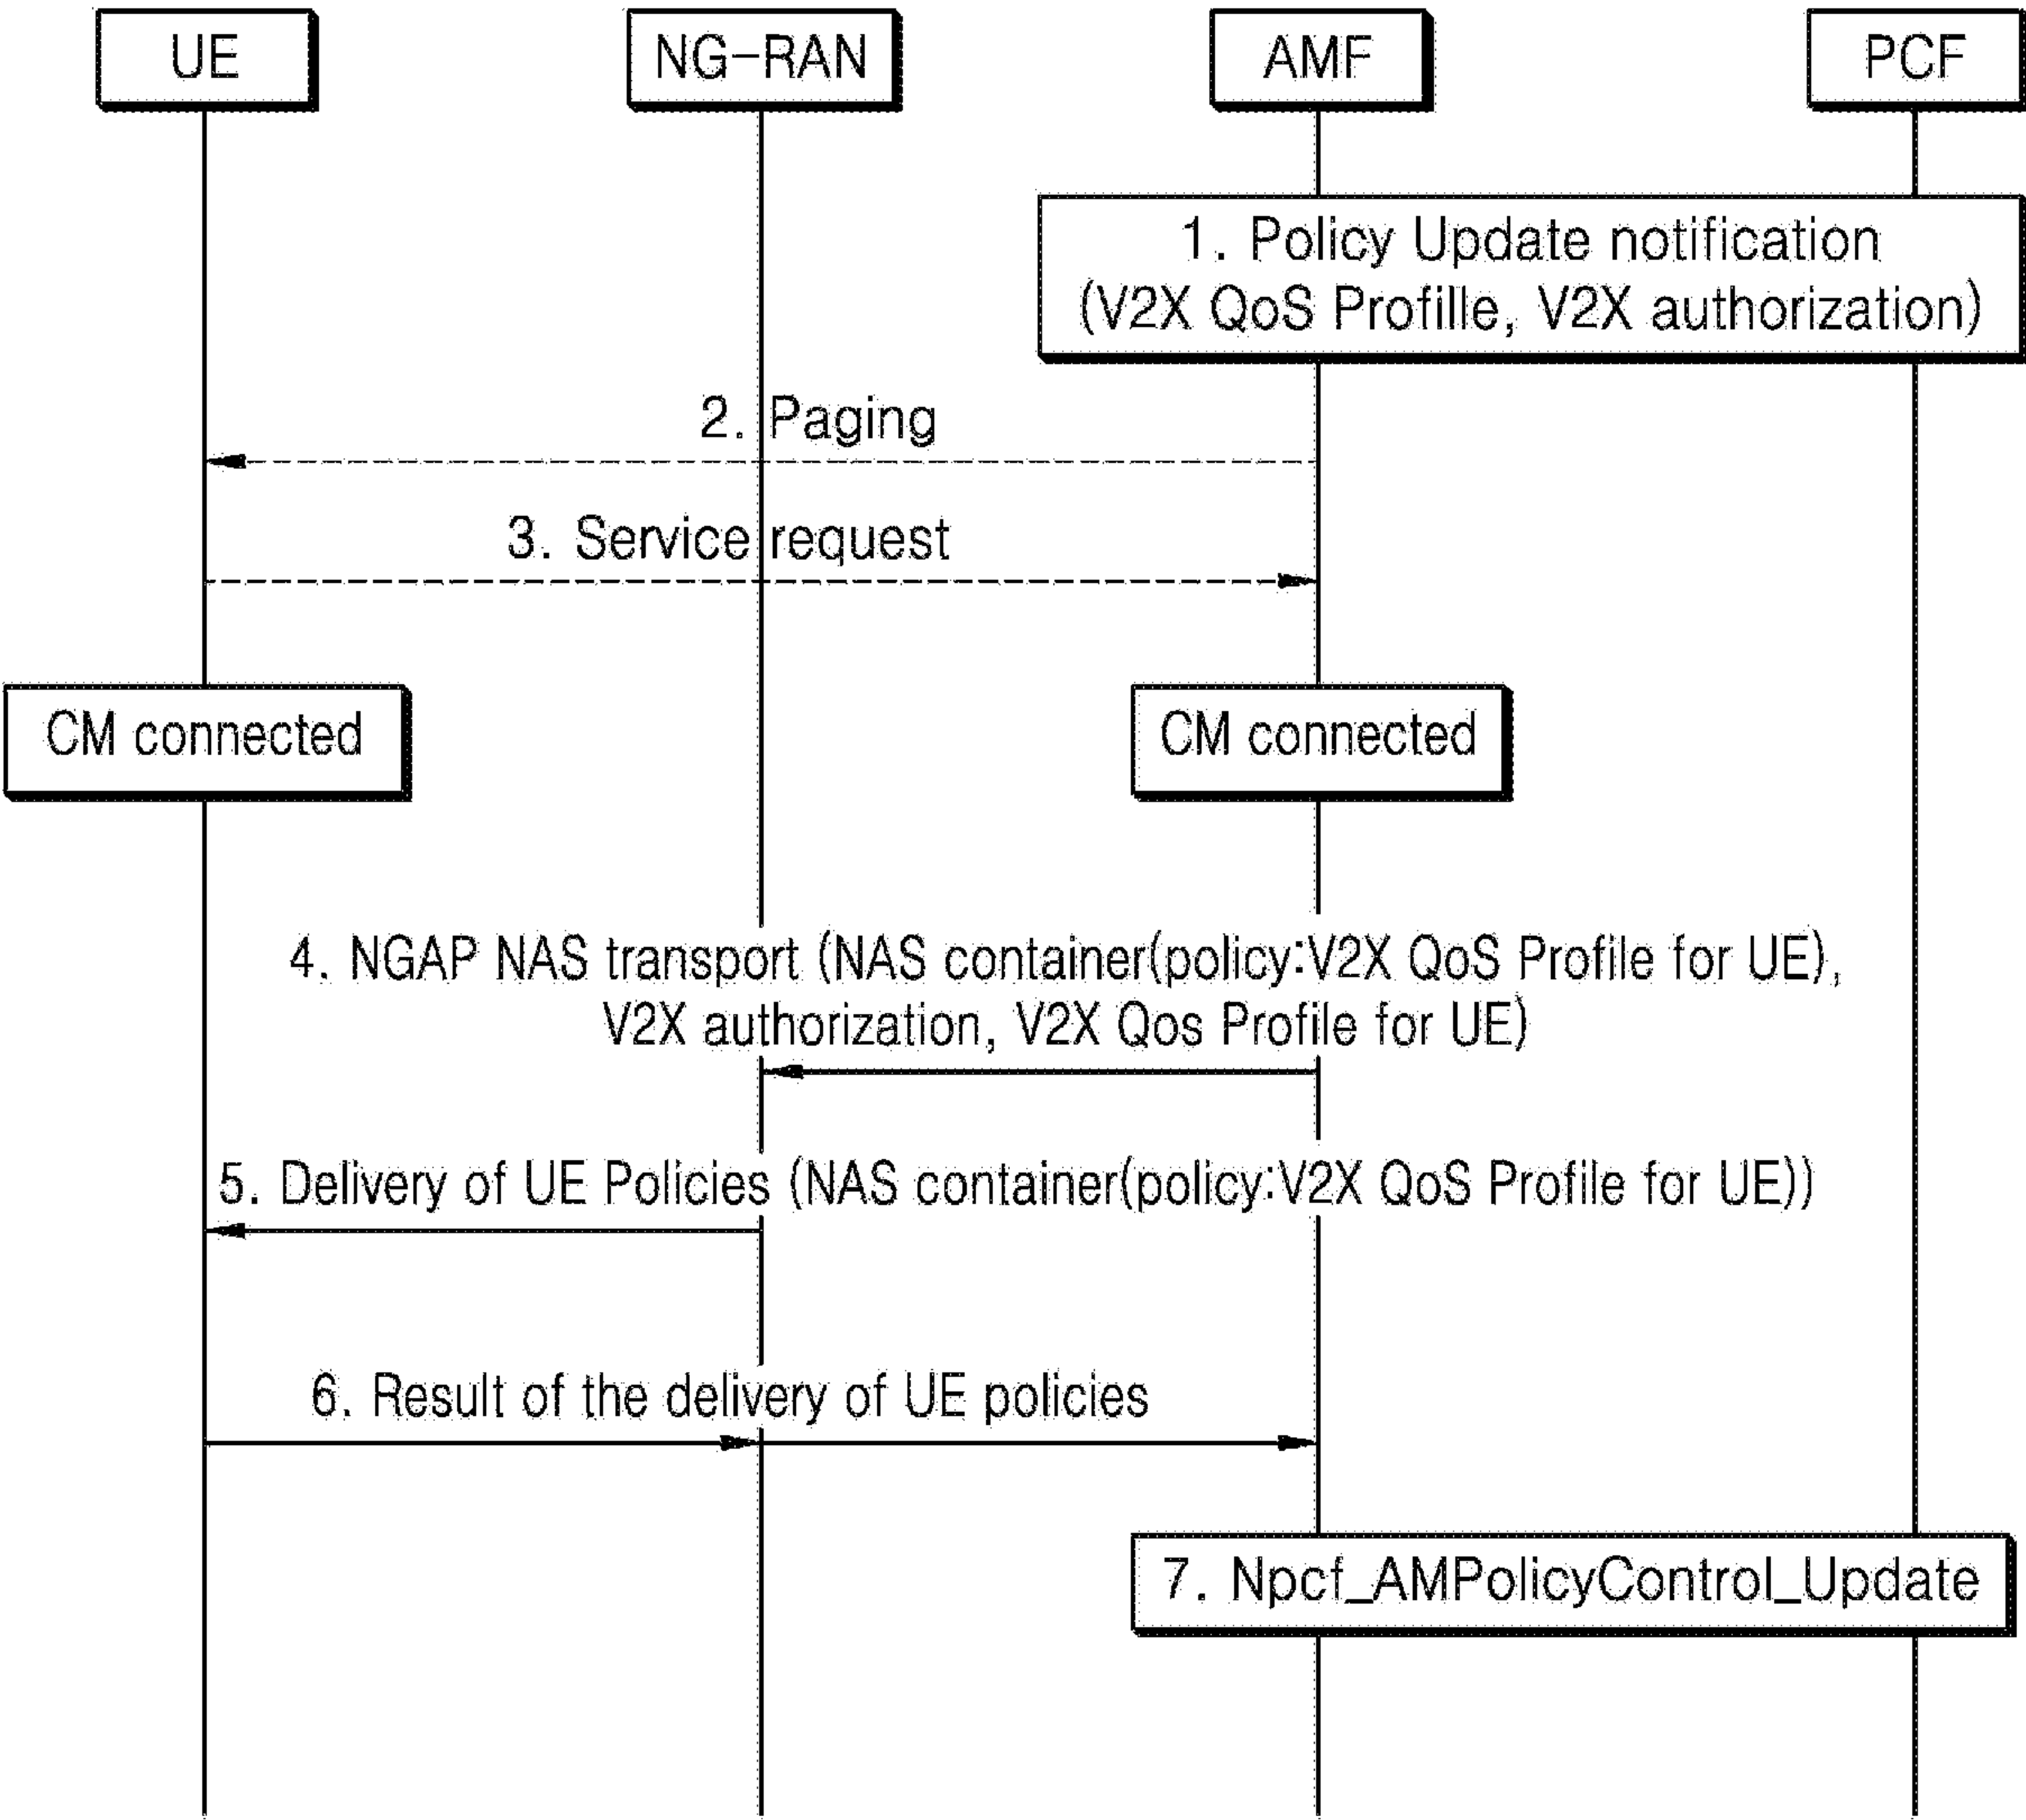 UE
NG-RAN
AMF
PCF
1. Policy Update notification
(V2X QoS Profille, V2X authorization)
2. Paging
3. Service request
CM connected
CM connected
4. NGAP NAS transport (NAS container(policy:V2X QoS Profile for UE),
V2X authorization, V2X Qos Profile for UE)
5. Delivery of UE Policies (NAS container(policy:V2X QoS Profile for UE))
6. Result of the delivery of UE policies
7. Npcf_AMPolicyControl_Update